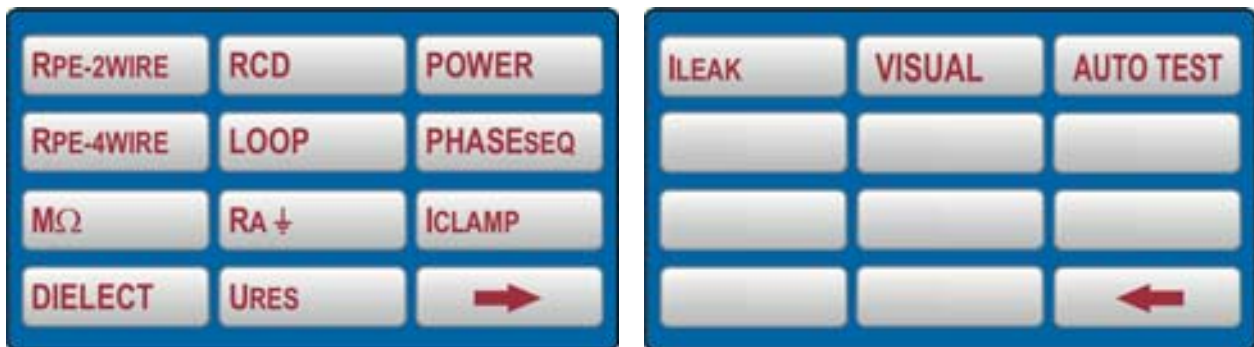 RPE-2WIRE RCD POWER
RPE-4WIRE LOOP PHASESEQ
MΩ RA ⏚ ICLAMP
DIELECT URES ➡
ILEAK VISUAL AUTO TEST
⬅